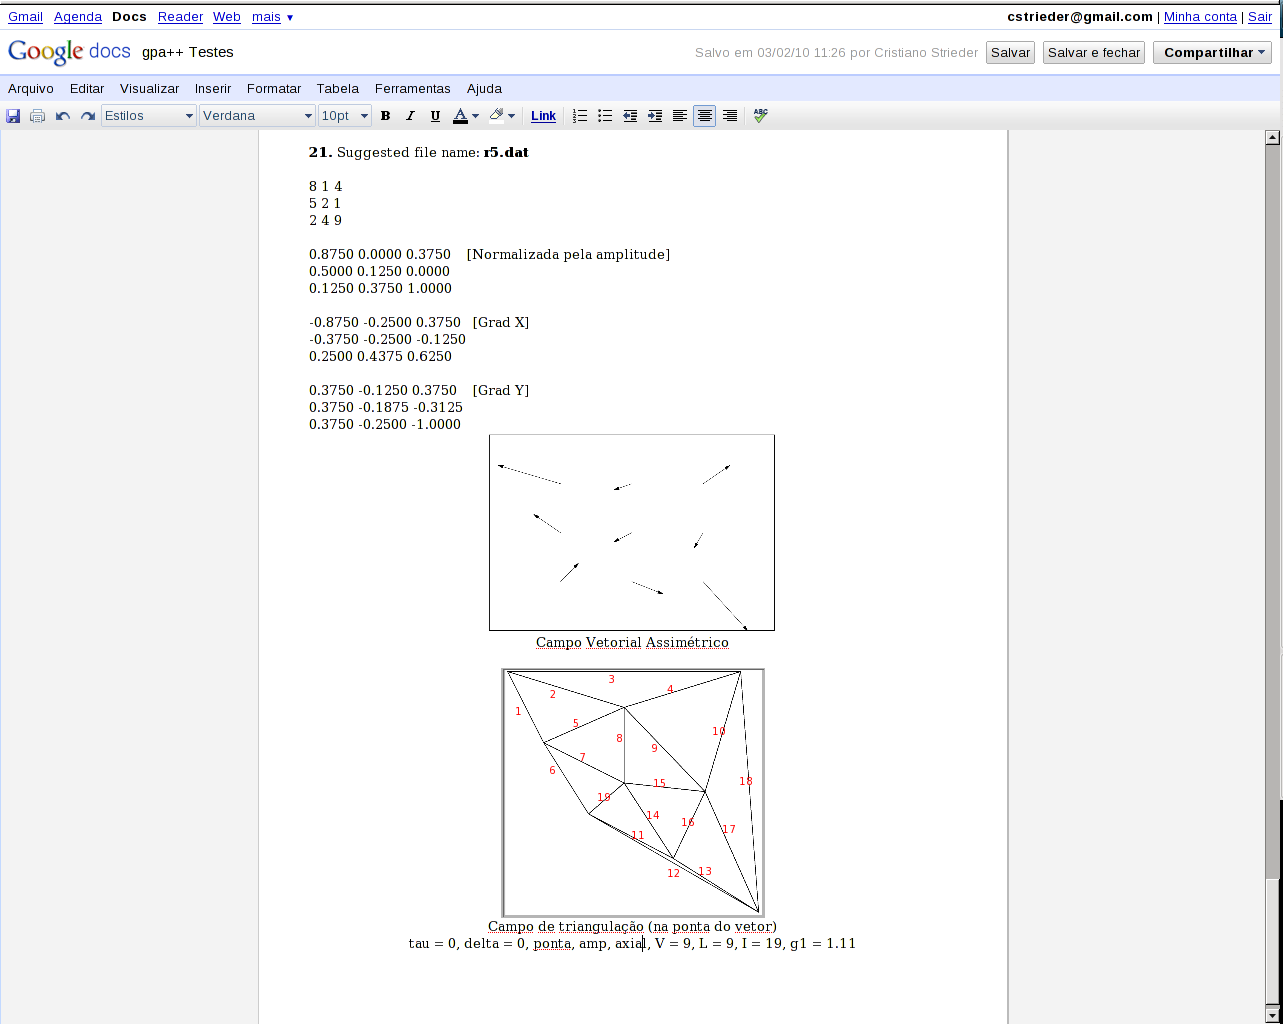 Gmail Agenda Docs Reader Web mais ▼ cstrieder@gmail.com | Minha conta | Sair
Google docs gpa++ Testes Salvo em 03/02/10 11:26 por Cristiano Strieder Salvar Salvar e fechar Compartilhar
Arquivo Editar Visualizar Inserir Formatar Tabela Ferramentas Ajuda
Estilos Verdana 10pt B I U A Link ABC
21. Suggested file name: r5.dat
8 1 4
5 2 1
2 4 9
0.8750 0.0000 0.3750 [Normalizada pela amplitude]
0.5000 0.1250 0.0000
0.1250 0.3750 1.0000
-0.8750 -0.2500 0.3750 [Grad X]
-0.3750 -0.2500 -0.1250
0.2500 0.4375 0.6250
0.3750 -0.1250 0.3750 [Grad Y]
0.3750 -0.1875 -0.3125
0.3750 -0.2500 -1.0000
Campo Vetorial Assimétrico
3
2 4
1
5
8 10
9
7
6
15 18
19
14
16
17
11
12 13
Campo de triangulação (na ponta do vetor)
tau = 0, delta = 0, ponta, amp, axial, V = 9, L = 9, I = 19, g1 = 1.11